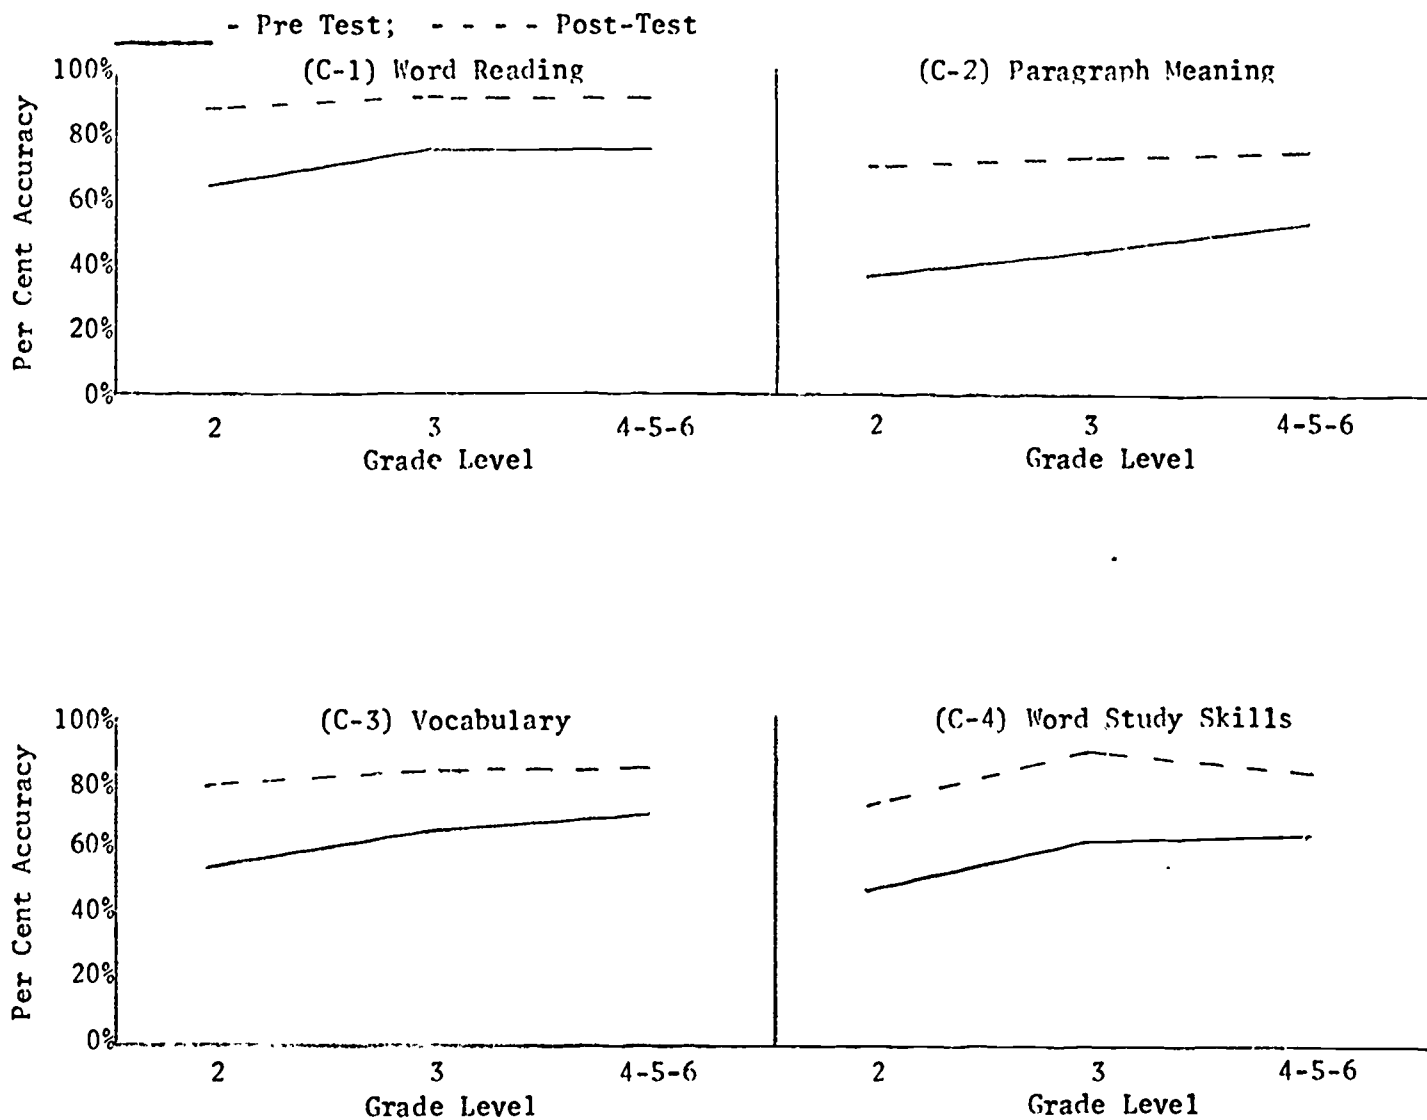 - Pre Test; - - - - Post-Test
(C-1) Word Reading
(C-2) Paragraph Meaning
Per Cent Accuracy
100%
80%
60%
40%
20%
0%
2 3 4-5-6
Grade Level
2 3 4-5-6
Grade Level
(C-3) Vocabulary
(C-4) Word Study Skills
Per Cent Accuracy
100%
80%
60%
40%
20%
0%
2 3 4-5-6
Grade Level
2 3 4-5-6
Grade Level